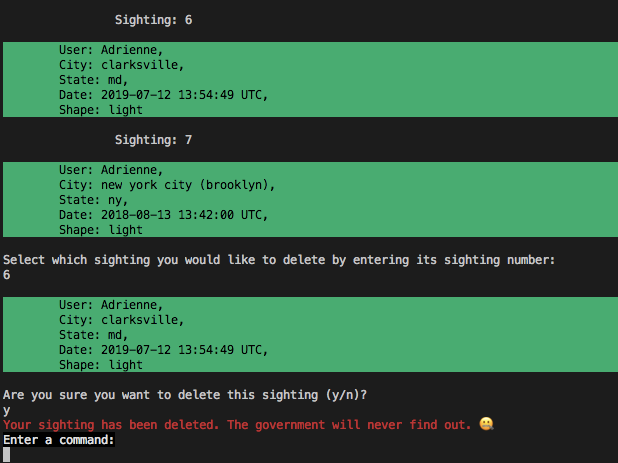 Sighting: 6
User: Adrienne,
City: clarksville,
State: md,
Date: 2019-07-12 13:54:49 UTC,
Shape: light
Sighting: 7
User: Adrienne,
City: new york city (brooklyn),
State: ny,
Date: 2018-08-13 13:42:00 UTC,
Shape: light
Select which sighting you would like to delete by entering its sighting number:
6
User: Adrienne,
City: clarksville,
State: md,
Date: 2019-07-12 13:54:49 UTC,
Shape: light
Are you sure you want to delete this sighting (y/n)?
y
Your sighting has been deleted. The government will never find out. 🤐
Enter a command: